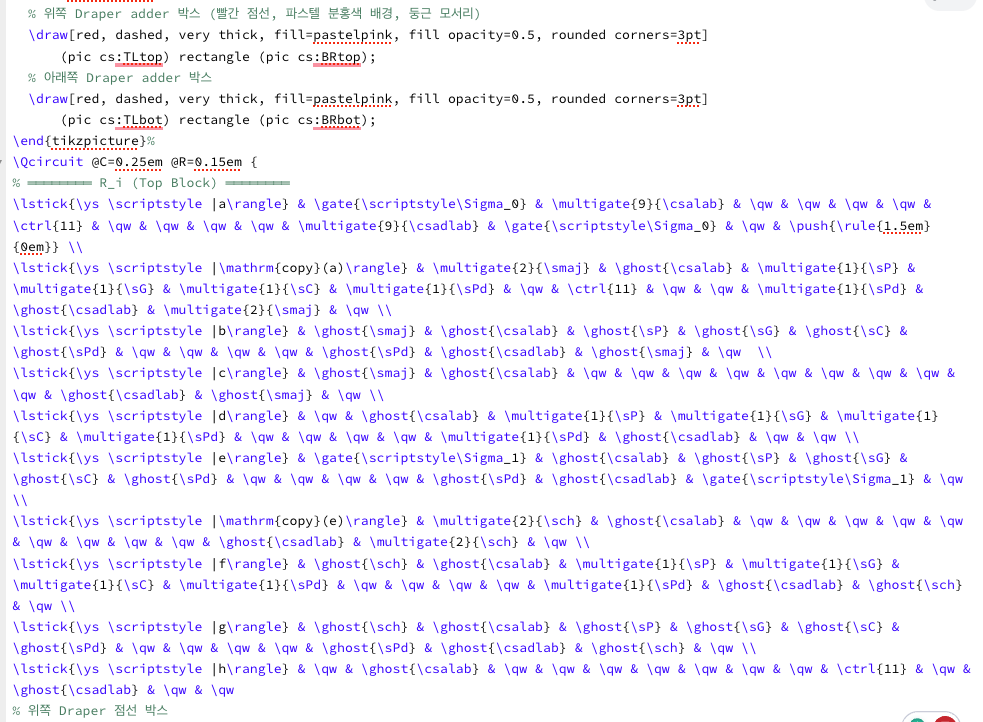 % 위쪽 Draper adder 박스 (빨간 점선, 파스텔 분홍색 배경, 둥근 모서리)
\draw[red, dashed, very thick, fill=pastelpink, fill opacity=0.5, rounded corners=3pt]
(pic cs:TLtop) rectangle (pic cs:BRtop);
% 아래쪽 Draper adder 박스
\draw[red, dashed, very thick, fill=pastelpink, fill opacity=0.5, rounded corners=3pt]
(pic cs:TLbot) rectangle (pic cs:BRbot);
\end{tikzpicture}%
\Qcircuit @C=0.25em @R=0.15em {
% ════════ R_i (Top Block) ════════
\lstick{\ys \scriptstyle |a\rangle} & \gate{\scriptstyle\Sigma_0} & \multigate{9}{\csalab} & \qw & \qw & \qw & \qw &
\ctrl{11} & \qw & \qw & \qw & \qw & \multigate{9}{\csadlab} & \gate{\scriptstyle\Sigma_0} & \qw & \push{\rule{1.5em}
{0em}} \\
\lstick{\ys \scriptstyle |\mathrm{copy}(a)\rangle} & \multigate{2}{\smaj} & \ghost{\csalab} & \multigate{1}{\sP} &
\multigate{1}{\sG} & \multigate{1}{\sC} & \multigate{1}{\sPd} & \qw & \ctrl{11} & \qw & \qw & \multigate{1}{\sPd} &
\ghost{\csadlab} & \multigate{2}{\smaj} & \qw \\
\lstick{\ys \scriptstyle |b\rangle} & \ghost{\smaj} & \ghost{\csalab} & \ghost{\sP} & \ghost{\sG} & \ghost{\sC} &
\ghost{\sPd} & \qw & \qw & \qw & \qw & \ghost{\sPd} & \ghost{\csadlab} & \ghost{\smaj} & \qw  \\
\lstick{\ys \scriptstyle |c\rangle} & \ghost{\smaj} & \ghost{\csalab} & \qw & \qw & \qw & \qw & \qw & \qw & \qw & \qw &
\qw & \ghost{\csadlab} & \ghost{\smaj} & \qw \\
\lstick{\ys \scriptstyle |d\rangle} & \qw & \ghost{\csalab} & \multigate{1}{\sP} & \multigate{1}{\sG} & \multigate{1}
{\sC} & \multigate{1}{\sPd} & \qw & \qw & \qw & \qw & \multigate{1}{\sPd} & \ghost{\csadlab} & \qw & \qw \\
\lstick{\ys \scriptstyle |e\rangle} & \gate{\scriptstyle\Sigma_1} & \ghost{\csalab} & \ghost{\sP} & \ghost{\sG} &
\ghost{\sC} & \ghost{\sPd} & \qw & \qw & \qw & \qw & \ghost{\sPd} & \ghost{\csadlab} & \gate{\scriptstyle\Sigma_1} & \qw
\\
\lstick{\ys \scriptstyle |\mathrm{copy}(e)\rangle} & \multigate{2}{\sch} & \ghost{\csalab} & \qw & \qw & \qw & \qw & \qw
& \qw & \qw & \qw & \qw & \ghost{\csadlab} & \multigate{2}{\sch} & \qw \\
\lstick{\ys \scriptstyle |f\rangle} & \ghost{\sch} & \ghost{\csalab} & \multigate{1}{\sP} & \multigate{1}{\sG} &
\multigate{1}{\sC} & \multigate{1}{\sPd} & \qw & \qw & \qw & \qw & \multigate{1}{\sPd} & \ghost{\csadlab} & \ghost{\sch}
& \qw \\
\lstick{\ys \scriptstyle |g\rangle} & \ghost{\sch} & \ghost{\csalab} & \ghost{\sP} & \ghost{\sG} & \ghost{\sC} &
\ghost{\sPd} & \qw & \qw & \qw & \qw & \ghost{\sPd} & \ghost{\csadlab} & \ghost{\sch} & \qw \\
\lstick{\ys \scriptstyle |h\rangle} & \qw & \ghost{\csalab} & \qw & \qw & \qw & \qw & \qw & \qw & \qw & \ctrl{11} & \qw &
\ghost{\csadlab} & \qw & \qw
% 위쪽 Draper 점선 박스